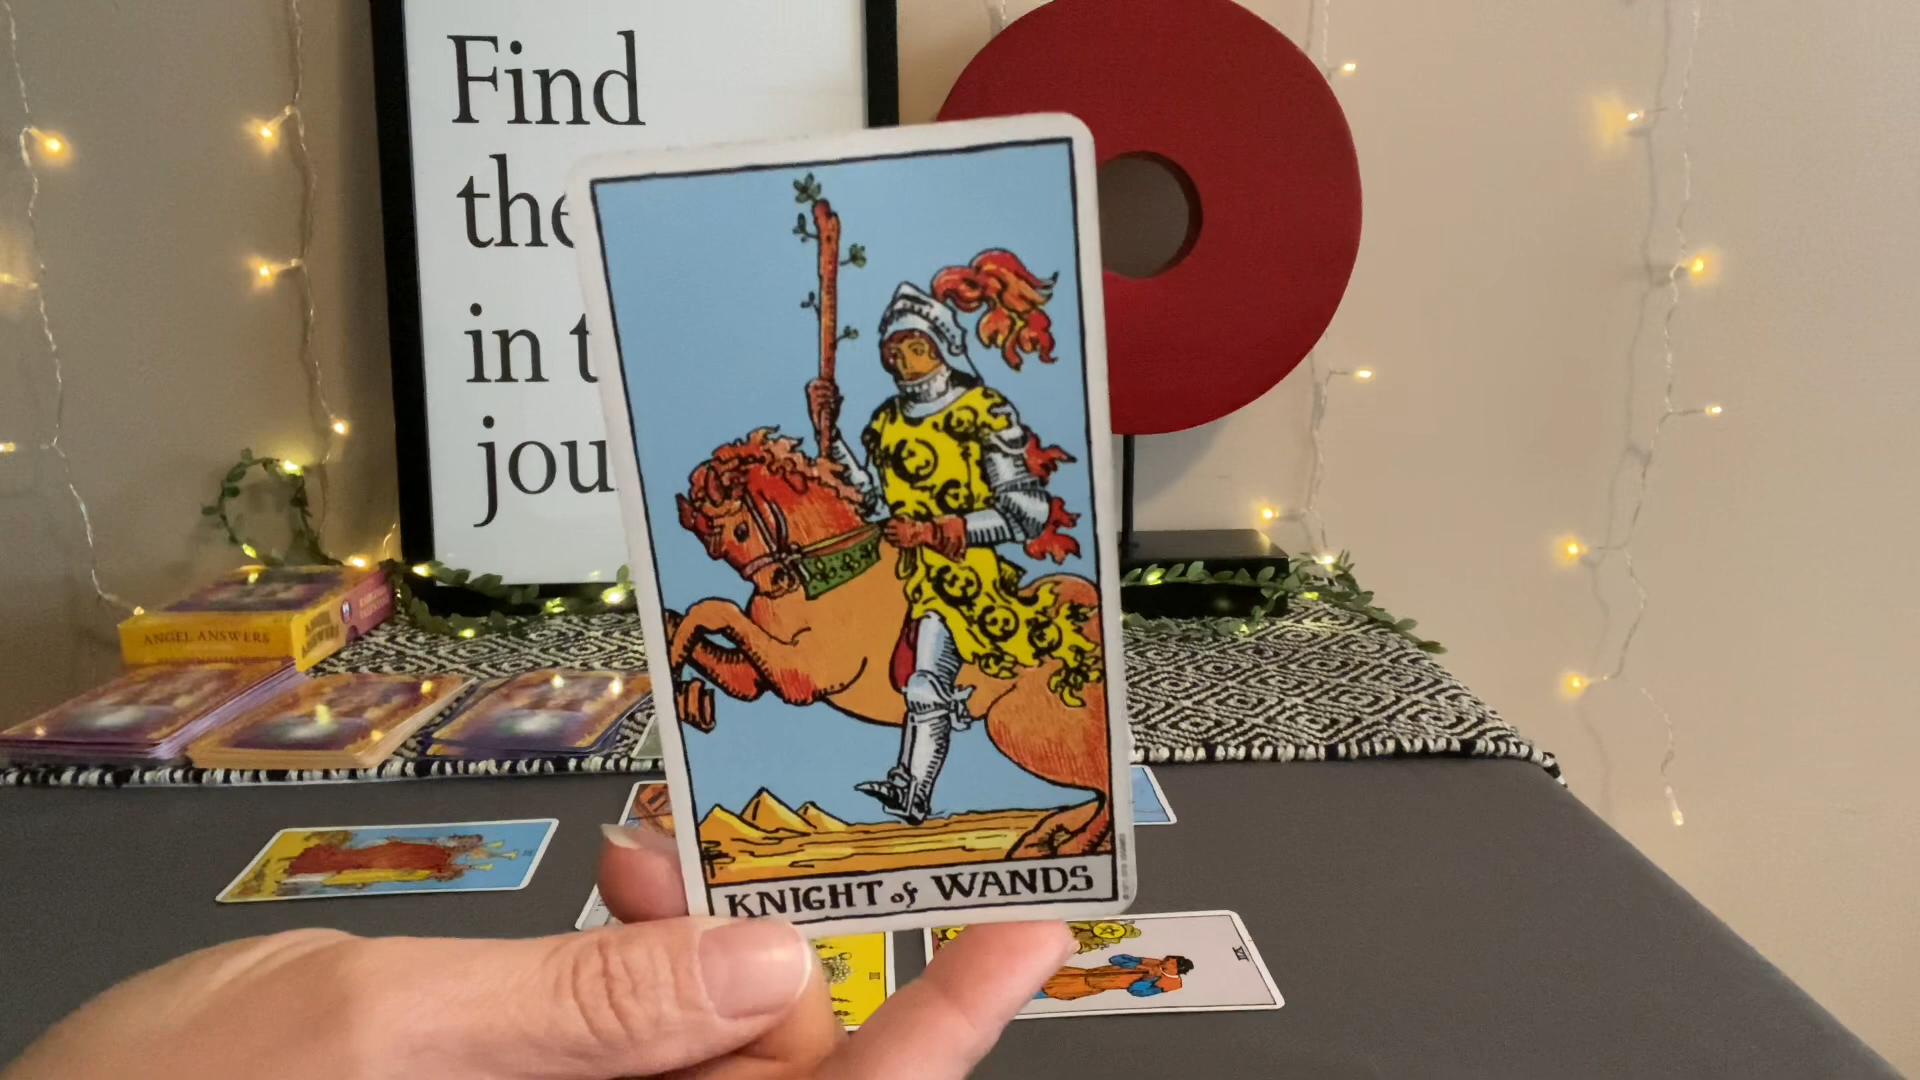 Find
the
in t
jou
KNIGHT of WANDS
ANGEL ANSWERS